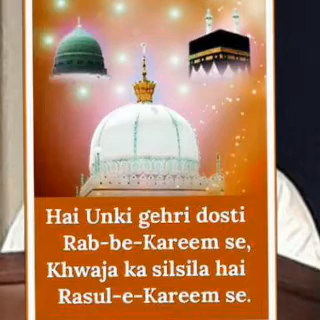 Hai Unki gehri dosti
Rab-be-Kareem se,
Khwaja ka silsila hai
Rasul-e-Kareem se.